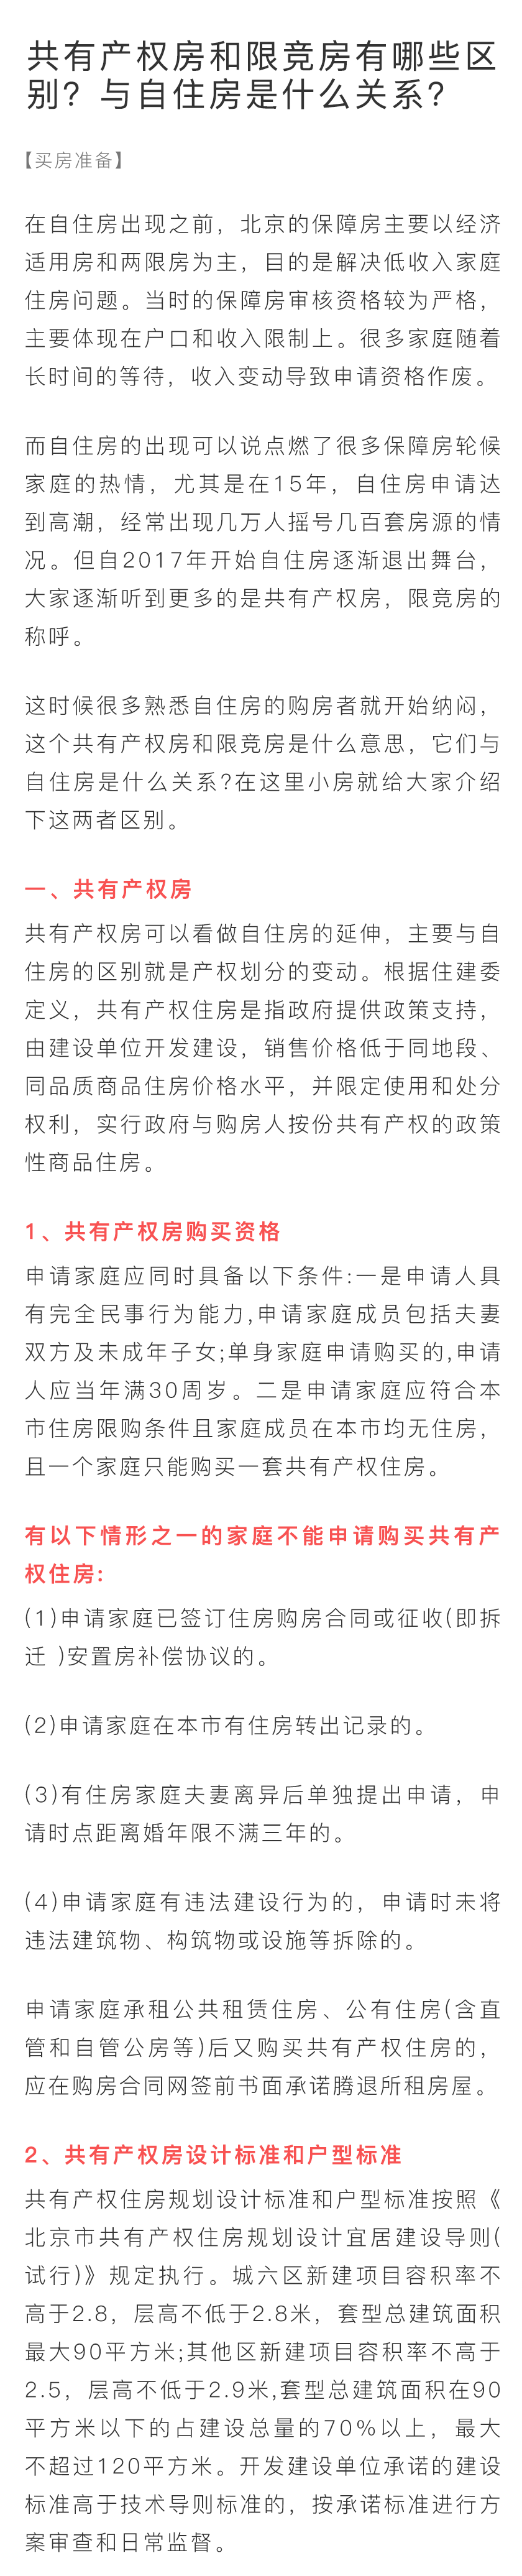 共有产权房和限竞房有哪些区
别？与自住房是什么关系？
【买房准备】
在自住房出现之前，北京的保障房主要以经济
适用房和两限房为主，目的是解决低收入家庭
住房问题。当时的保障房审核资格较为严格，
主要体现在户口和收入限制上。很多家庭随着
长时间的等待，收入变动导致申请资格作废。
而自住房的出现可以说点燃了很多保障房轮候
家庭的热情，尤其是在15年，自住房申请达
到高潮，经常出现几万人摇号几百套房源的情
况。但自2017年开始自住房逐渐退出舞台，
大家逐渐听到更多的是共有产权房，限竞房的
称呼。
这时候很多熟悉自住房的购房者就开始纳闷，
这个共有产权房和限竞房是什么意思，它们与
自住房是什么关系?在这里小房就给大家介绍
下这两者区别。
一、共有产权房
共有产权房可以看做自住房的延伸，主要与自
住房的区别就是产权划分的变动。根据住建委
定义，共有产权住房是指政府提供政策支持，
由建设单位开发建设，销售价格低于同地段、
同品质商品住房价格水平，并限定使用和处分
权利，实行政府与购房人按份共有产权的政策
性商品住房。
1、共有产权房购买资格
申请家庭应同时具备以下条件:一是申请人具
有完全民事行为能力,申请家庭成员包括夫妻
双方及未成年子女;单身家庭申请购买的,申请
人应当年满30周岁。二是申请家庭应符合本
市住房限购条件且家庭成员在本市均无住房，
且一个家庭只能购买一套共有产权住房。
有以下情形之一的家庭不能申请购买共有产
权住房:
(1)申请家庭已签订住房购房合同或征收(即拆
迁 )安置房补偿协议的。
(2)申请家庭在本市有住房转出记录的。
(3)有住房家庭夫妻离异后单独提出申请，申
请时点距离婚年限不满三年的。
(4)申请家庭有违法建设行为的，申请时未将
违法建筑物、构筑物或设施等拆除的。
申请家庭承租公共租赁住房、公有住房(含直
管和自管公房等)后又购买共有产权住房的，
应在购房合同网签前书面承诺腾退所租房屋。
2、共有产权房设计标准和户型标准
共有产权住房规划设计标准和户型标准按照《
北京市共有产权住房规划设计宜居建设导则(
试行)》规定执行。城六区新建项目容积率不
高于2.8，层高不低于2.8米，套型总建筑面积
最大90平方米;其他区新建项目容积率不高于
2.5，层高不低于2.9米,套型总建筑面积在90
平方米以下的占建设总量的70%以上，最大
不超过120平方米。开发建设单位承诺的建设
标准高于技术导则标准的，按承诺标准进行方
案审查和日常监督。